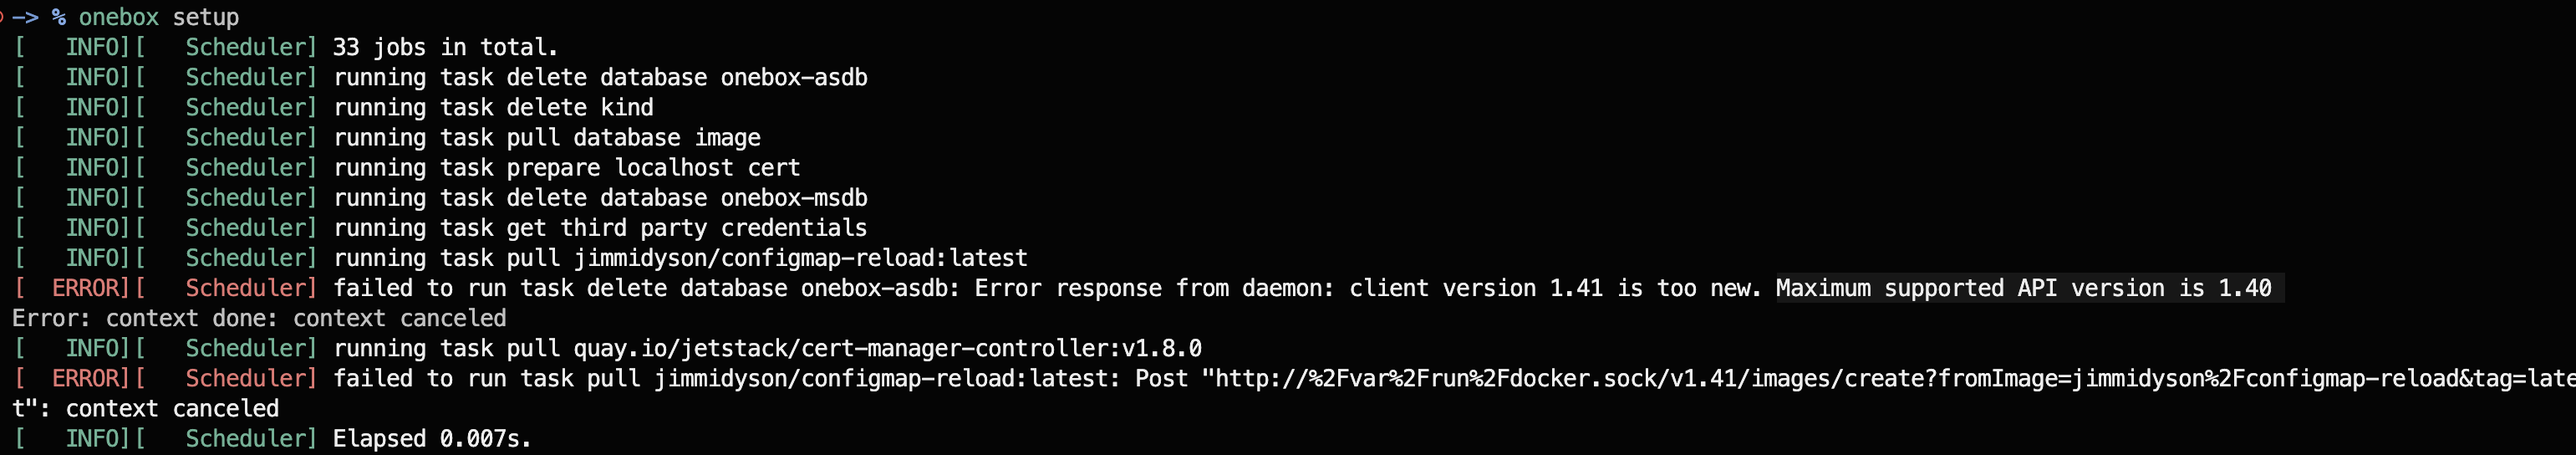 -> % onebox setup
[   INFO][   Scheduler] 33 jobs in total.
[   INFO][   Scheduler] running task delete database onebox-asdb
[   INFO][   Scheduler] running task delete kind
[   INFO][   Scheduler] running task pull database image
[   INFO][   Scheduler] running task prepare localhost cert
[   INFO][   Scheduler] running task delete database onebox-msdb
[   INFO][   Scheduler] running task get third party credentials
[   INFO][   Scheduler] running task pull jimmidyson/configmap-reload:latest
[  ERROR][   Scheduler] failed to run task delete database onebox-asdb: Error response from daemon: client version 1.41 is too new. Maximum supported API version is 1.40
Error: context done: context canceled
[   INFO][   Scheduler] running task pull quay.io/jetstack/cert-manager-controller:v1.8.0
[  ERROR][   Scheduler] failed to run task pull jimmidyson/configmap-reload:latest: Post "http://%2Fvar%2Frun%2Fdocker.sock/v1.41/images/create?fromImage=jimmidyson%2Fconfigmap-reload&tag=late
t": context canceled
[   INFO][   Scheduler] Elapsed 0.007s.